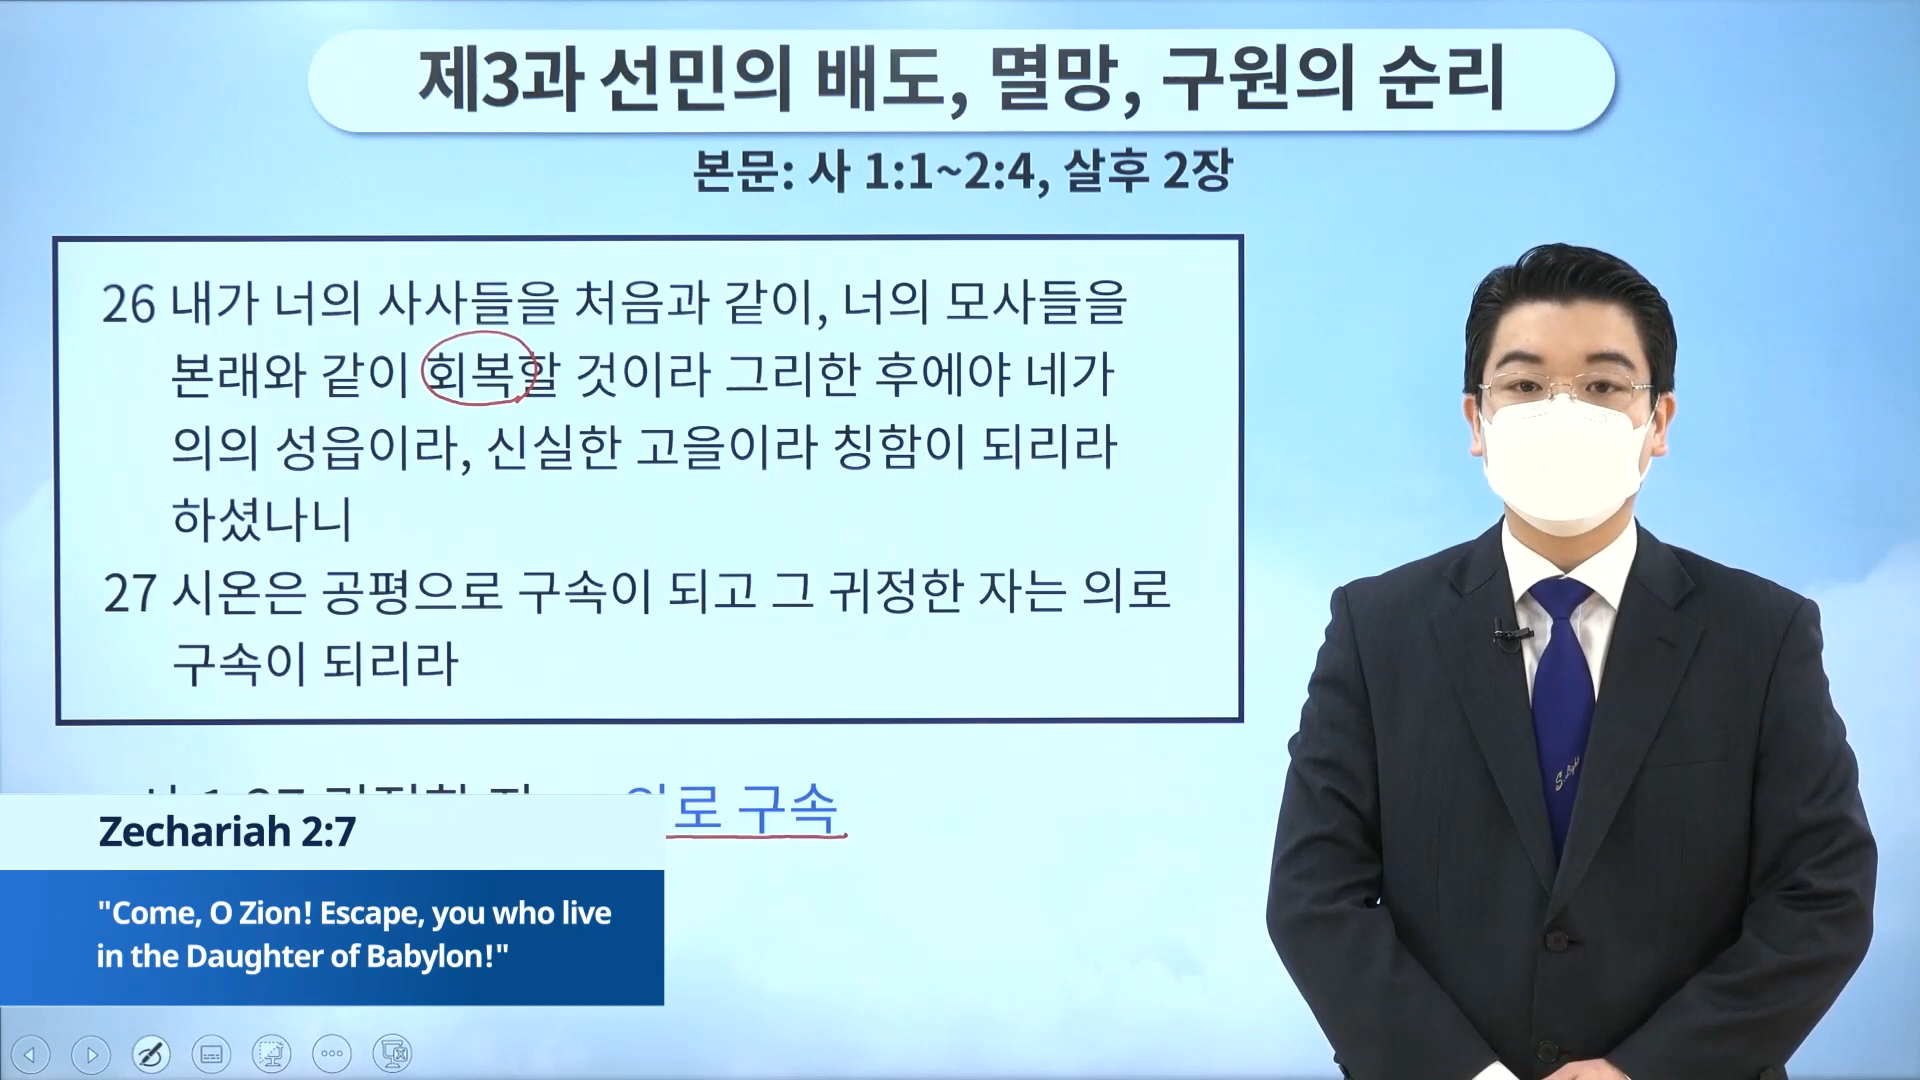 제3과 선민의 배도, 멸망, 구원의 순리
본문: 사 1:1~2:4, 살후 2장
26 내가 너의 사사들을 처음과 같이, 너의 모사들을
본래와 같이 회복할 것이라 그리한 후에야 네가
의의 성읍이라, 신실한 고을이라 칭함이 되리라
하셨나니
27 시온은 공평으로 구속이 되고 그 귀정한 자는 의로
구속이 되리라
의로 구속
Zechariah 2:7
"Come, O Zion! Escape, you who live
in the Daughter of Babylon!"